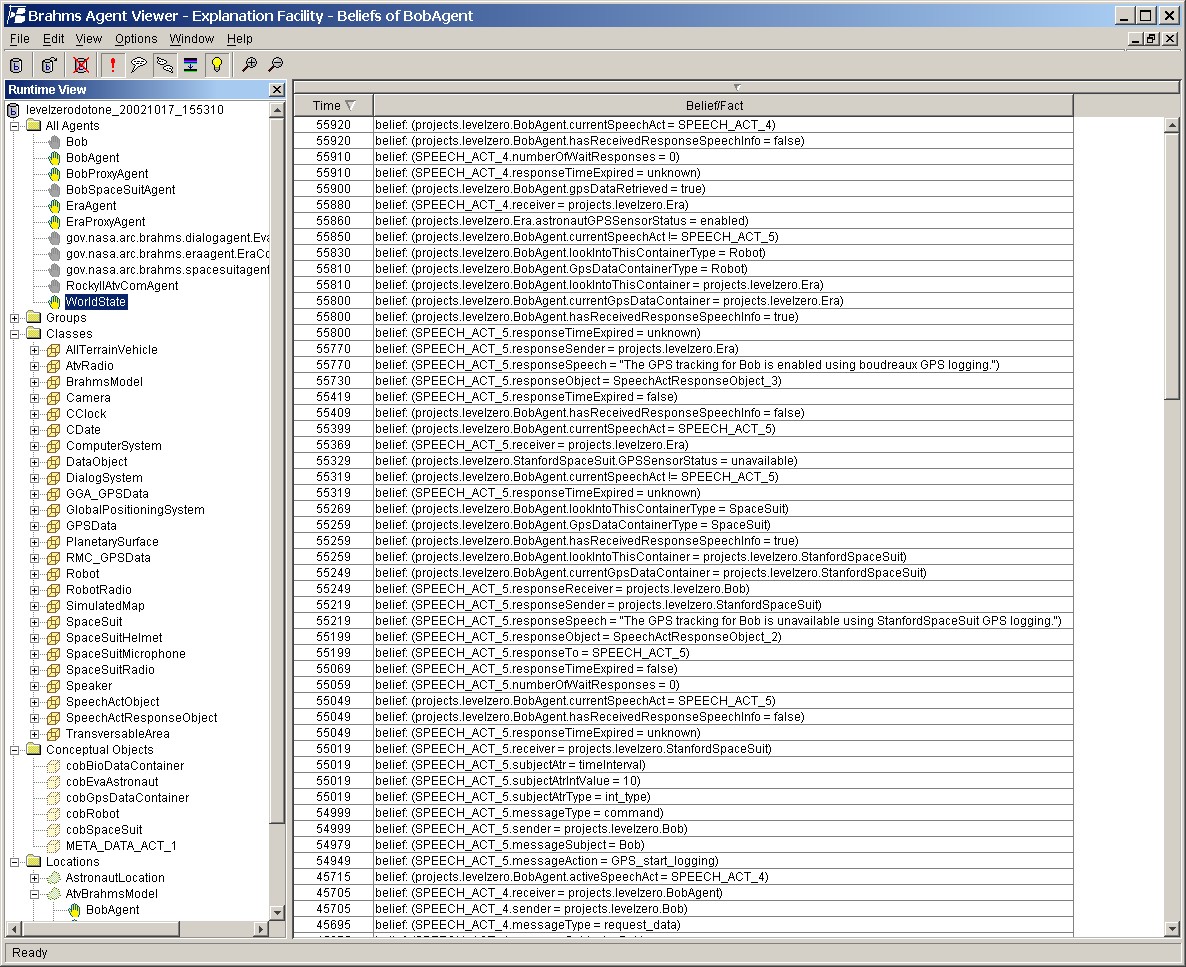 Brahms Agent Viewer - Explanation Facility - Beliefs of BobAgent
File Edit View Options Window Help
Runtime View
levelzerodotone_20021017_155310
All Agents
Bob
BobAgent
BobProxyAgent
BobSpaceSuitAgent
EraAgent
EraProxyAgent
gov.nasa.arc.brahms.dialogagent.Eva
gov.nasa.arc.brahms.eraagent.EraCo
gov.nasa.arc.brahms.spacesuitagent
RockyIIAtvComAgent
WorldState
Groups
Classes
AllTerrainVehicle
AtvRadio
BrahmsModel
Camera
CClock
CDate
ComputerSystem
DataObject
DialogSystem
GGA_GPSData
GlobalPositioningSystem
GPSData
PlanetarySurface
RMC_GPSData
Robot
RobotRadio
SimulatedMap
SpaceSuit
SpaceSuitHelmet
SpaceSuitMicrophone
SpaceSuitRadio
Speaker
SpeechActObject
SpeechActResponseObject
TransversableArea
Conceptual Objects
cobBioDataContainer
cobEvaAstronaut
cobGpsDataContainer
cobRobot
cobSpaceSuit
META_DATA_ACT_1
Locations
AstronautLocation
AtvBrahmsModel
BobAgent
Time Belief/Fact
55920 belief: (projects.levelzero.BobAgent.currentSpeechAct = SPEECH_ACT_4)
55920 belief: (projects.levelzero.BobAgent.hasReceivedResponseSpeechInfo = false)
55910 belief: (SPEECH_ACT_4.numberOfWaitResponses = 0)
55910 belief: (SPEECH_ACT_4.responseTimeExpired = unknown)
55900 belief: (projects.levelzero.BobAgent.gpsDataRetrieved = true)
55880 belief: (SPEECH_ACT_4.receiver = projects.levelzero.Era)
55860 belief: (projects.levelzero.Era.astronautGPSSensorStatus = enabled)
55850 belief: (projects.levelzero.BobAgent.currentSpeechAct != SPEECH_ACT_5)
55830 belief: (projects.levelzero.BobAgent.lookIntoThisContainerType = Robot)
55810 belief: (projects.levelzero.BobAgent.GpsDataContainerType = Robot)
55810 belief: (projects.levelzero.BobAgent.lookIntoThisContainer = projects.levelzero.Era)
55800 belief: (projects.levelzero.BobAgent.currentGpsDataContainer = projects.levelzero.Era)
55800 belief: (projects.levelzero.BobAgent.hasReceivedResponseSpeechInfo = true)
55800 belief: (SPEECH_ACT_5.responseTimeExpired = unknown)
55770 belief: (SPEECH_ACT_5.responseSender = projects.levelzero.Era)
55770 belief: (SPEECH_ACT_5.responseSpeech = "The GPS tracking for Bob is enabled using boudreaux GPS logging.")
55730 belief: (SPEECH_ACT_5.responseObject = SpeechActResponseObject_3)
55419 belief: (SPEECH_ACT_5.responseTimeExpired = false)
55409 belief: (projects.levelzero.BobAgent.hasReceivedResponseSpeechInfo = false)
55399 belief: (projects.levelzero.BobAgent.currentSpeechAct = SPEECH_ACT_5)
55369 belief: (SPEECH_ACT_5.receiver = projects.levelzero.Era)
55329 belief: (projects.levelzero.StanfordSpaceSuit.GPSSensorStatus = unavailable)
55319 belief: (projects.levelzero.BobAgent.currentSpeechAct != SPEECH_ACT_5)
55319 belief: (SPEECH_ACT_5.responseTimeExpired = unknown)
55269 belief: (projects.levelzero.BobAgent.lookIntoThisContainerType = SpaceSuit)
55259 belief: (projects.levelzero.BobAgent.GpsDataContainerType = SpaceSuit)
55259 belief: (projects.levelzero.BobAgent.hasReceivedResponseSpeechInfo = true)
55259 belief: (projects.levelzero.BobAgent.lookIntoThisContainer = projects.levelzero.StanfordSpaceSuit)
55249 belief: (projects.levelzero.BobAgent.currentGpsDataContainer = projects.levelzero.StanfordSpaceSuit)
55249 belief: (SPEECH_ACT_5.responseReceiver = projects.levelzero.Bob)
55219 belief: (SPEECH_ACT_5.responseSender = projects.levelzero.StanfordSpaceSuit)
55219 belief: (SPEECH_ACT_5.responseSpeech = "The GPS tracking for Bob is unavailable using StanfordSpaceSuit GPS logging.")
55199 belief: (SPEECH_ACT_5.responseObject = SpeechActResponseObject_2)
55199 belief: (SPEECH_ACT_5.responseTo = SPEECH_ACT_5)
55069 belief: (SPEECH_ACT_5.responseTimeExpired = false)
55059 belief: (SPEECH_ACT_5.numberOfWaitResponses = 0)
55049 belief: (projects.levelzero.BobAgent.currentSpeechAct = SPEECH_ACT_5)
55049 belief: (projects.levelzero.BobAgent.hasReceivedResponseSpeechInfo = false)
55049 belief: (SPEECH_ACT_5.responseTimeExpired = unknown)
55019 belief: (SPEECH_ACT_5.receiver = projects.levelzero.StanfordSpaceSuit)
55019 belief: (SPEECH_ACT_5.subjectAtr = timeInterval)
55019 belief: (SPEECH_ACT_5.subjectAtrIntValue = 10)
55019 belief: (SPEECH_ACT_5.subjectAtrType = int_type)
54999 belief: (SPEECH_ACT_5.messageType = command)
54999 belief: (SPEECH_ACT_5.sender = projects.levelzero.Bob)
54979 belief: (SPEECH_ACT_5.messageSubject = Bob)
54949 belief: (SPEECH_ACT_5.messageAction = GPS_start_logging)
45715 belief: (projects.levelzero.BobAgent.activeSpeechAct = SPEECH_ACT_4)
45705 belief: (SPEECH_ACT_4.receiver = projects.levelzero.BobAgent)
45705 belief: (SPEECH_ACT_4.sender = projects.levelzero.Bob)
45695 belief: (SPEECH_ACT_4.messageType = request_data)
Ready